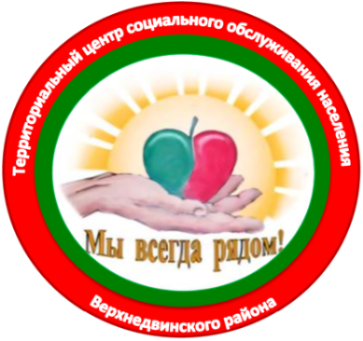 Территориальный центр социального обслуживания населения
Мы всегда рядом!
Верхнедвинского района